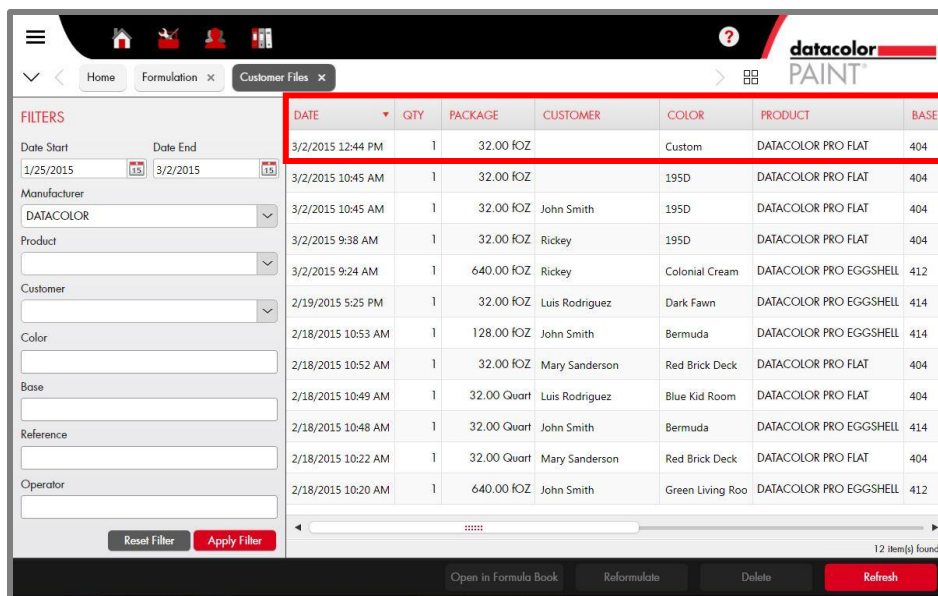 ?
datacolor
PAINT®
Home
Formulation ×
Customer Files ×
FILTERS
Date Start Date End
1/25/2015 15 3/2/2015 15
Manufacturer
DATACOLOR
Product
Customer
Color
Base
Reference
Operator
Reset Filter Apply Filter
DATE QTY PACKAGE CUSTOMER COLOR PRODUCT BASE
3/2/2015 12:44 PM 1 32.00 fOZ Custom DATACOLOR PRO FLAT 404
3/2/2015 10:45 AM 1 32.00 fOZ 195D DATACOLOR PRO FLAT 404
3/2/2015 10:45 AM 1 32.00 fOZ John Smith 195D DATACOLOR PRO FLAT 404
3/2/2015 9:38 AM 1 32.00 fOZ Rickey 195D DATACOLOR PRO FLAT 404
3/2/2015 9:24 AM 1 640.00 fOZ Rickey Colonial Cream DATACOLOR PRO EGGSHELL 412
2/19/2015 5:25 PM 1 32.00 fOZ Luis Rodriguez Dark Fawn DATACOLOR PRO EGGSHELL 414
2/18/2015 10:53 AM 1 128.00 fOZ John Smith Bermuda DATACOLOR PRO EGGSHELL 414
2/18/2015 10:52 AM 1 32.00 fOZ Mary Sanderson Red Brick Deck DATACOLOR PRO FLAT 404
2/18/2015 10:49 AM 1 32.00 Quart Luis Rodriguez Blue Kid Room DATACOLOR PRO FLAT 404
2/18/2015 10:48 AM 1 32.00 Quart John Smith Bermuda DATACOLOR PRO EGGSHELL 414
2/18/2015 10:22 AM 1 32.00 Quart Mary Sanderson Red Brick Deck DATACOLOR PRO FLAT 404
2/18/2015 10:20 AM 1 640.00 fOZ John Smith Green Living Roo DATACOLOR PRO EGGSHELL 412
12 item(s) found
Open in Formula Book Reformulate Delete Refresh